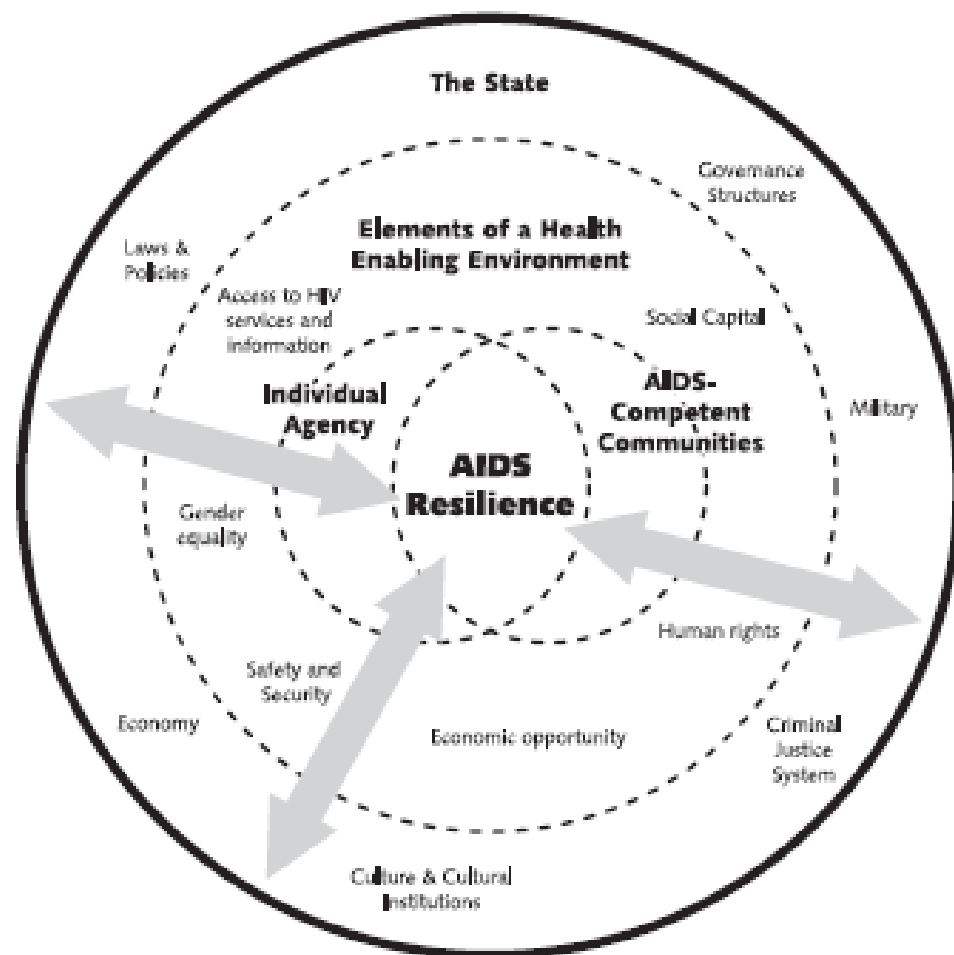 The State
Governance
Structures
Elements of a Health
Enabling Environment
Laws &
Policies
Access to HIV
services and
information
Social Capital
Individual
Agency
AIDS-
Competent
Communities
Military
AIDS
Resilience
Gender
equality
Human rights
Safety and
Security
Economy
Economic opportunity
Criminal
Justice
System
Culture & Cultural
Institutions